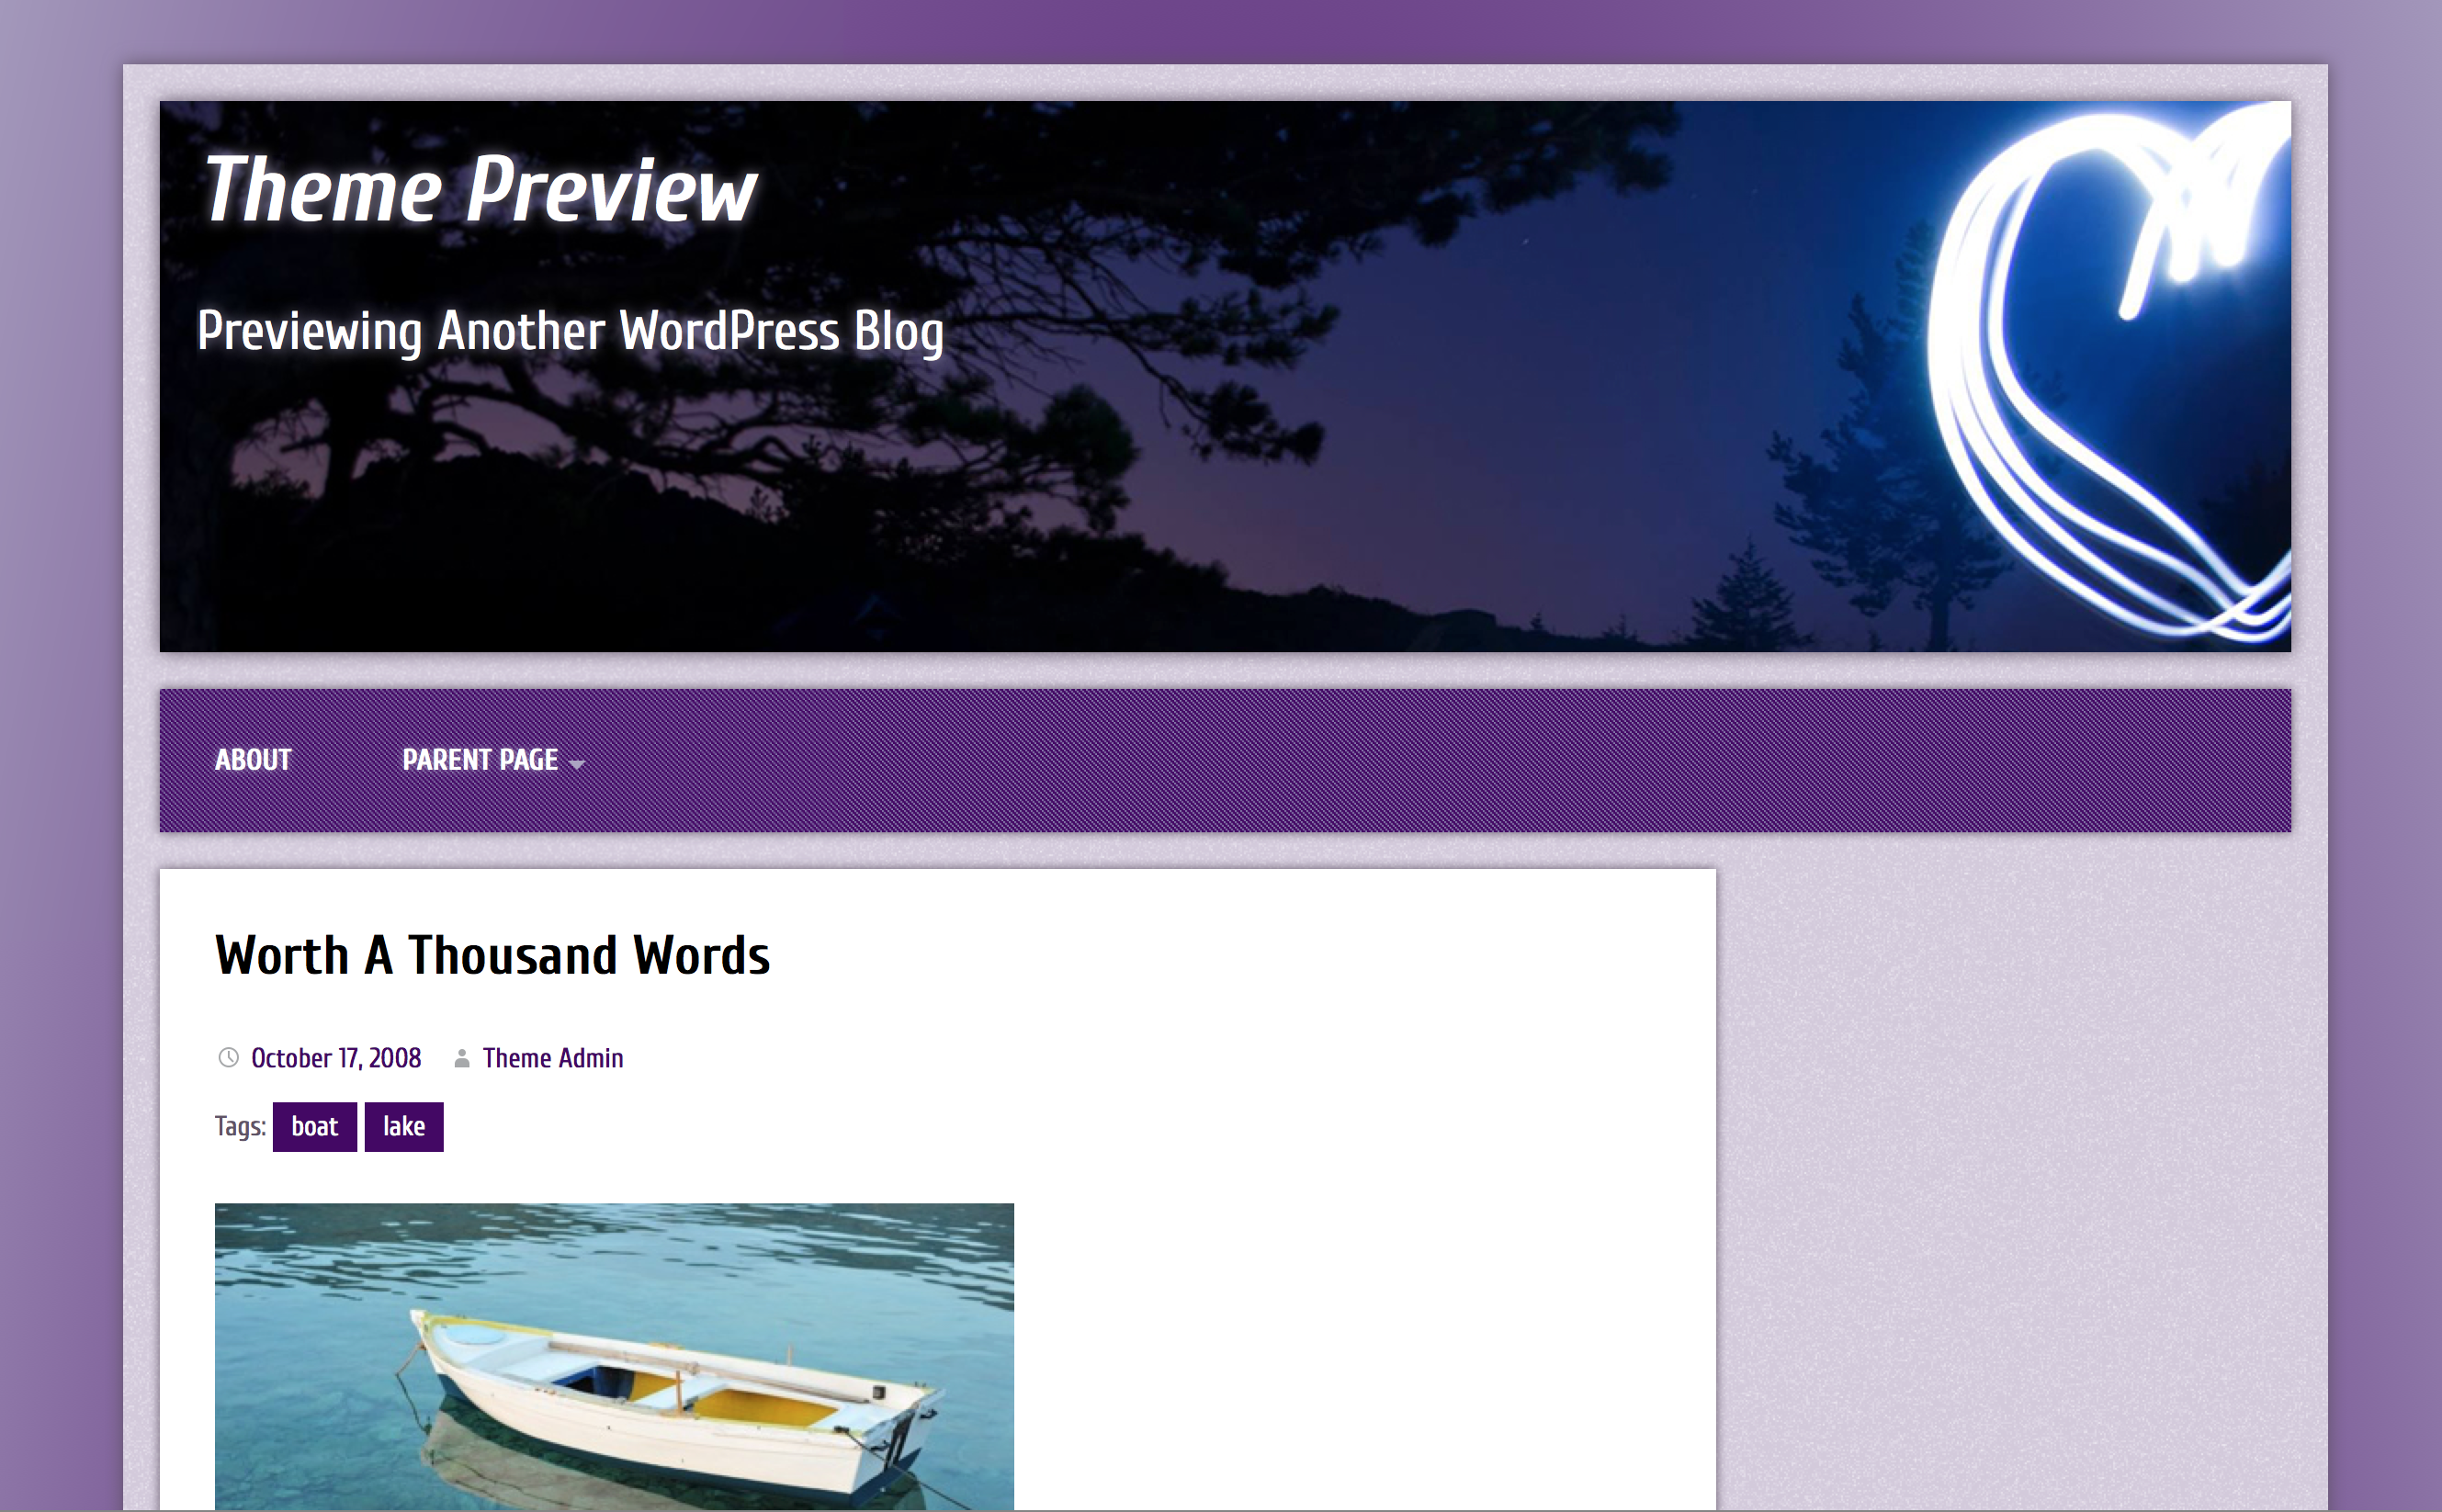 Theme Preview
Previewing Another WordPress Blog
ABOUT PARENT PAGE
Worth A Thousand Words
October 17, 2008 Theme Admin
Tags: boat lake